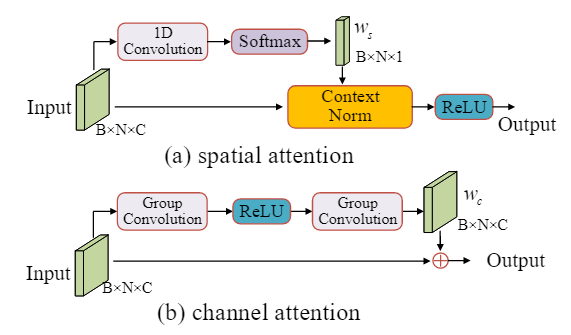 1D
Convolution
Softmax
wₛ
B×N×1
Input
B×N×C
Context
Norm
ReLU
Output
(a) spatial attention
Group
Convolution
ReLU
Group
Convolution
w_c
B×N×C
Input
B×N×C
Output
(b) channel attention